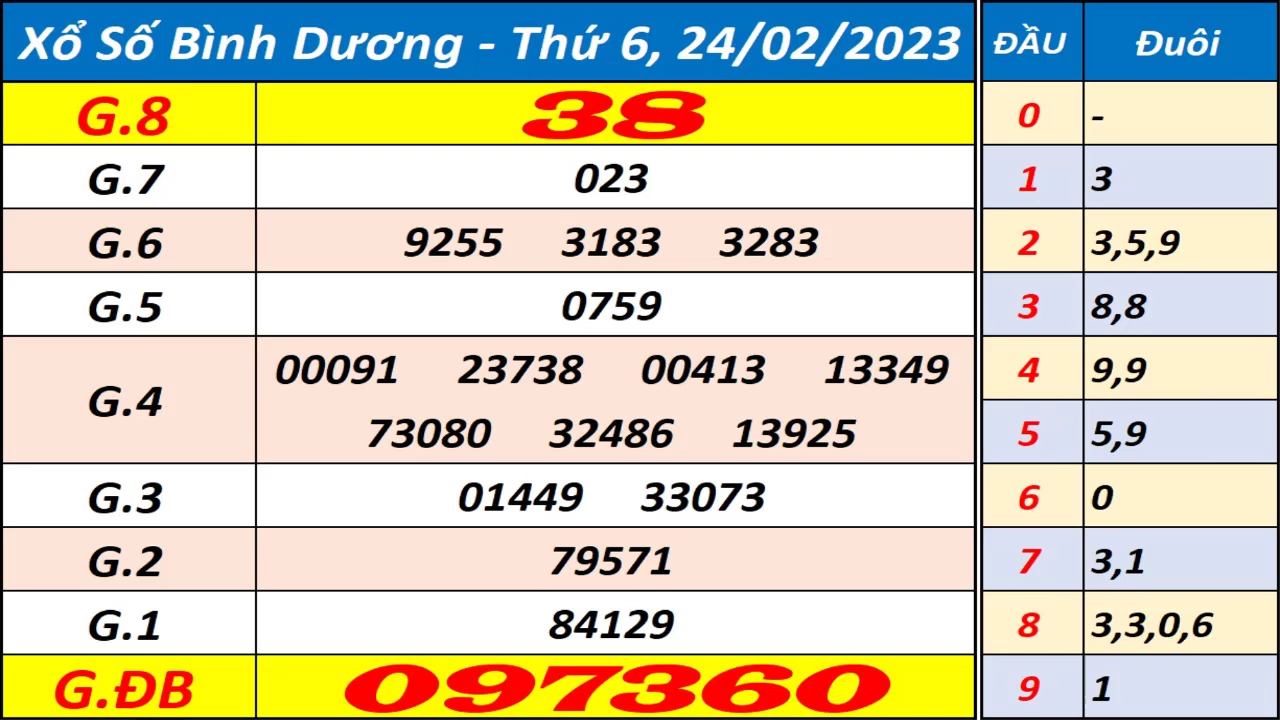 Xổ Số Bình Dương - Thứ 6, 24/02/2023
G.8 38
G.7 023
G.6 9255 3183 3283
G.5 0759
G.4 00091 23738 00413 13349
73080 32486 13925
G.3 01449 33073
G.2 79571
G.1 84129
G.ĐB 097360
ĐẦU Đuôi
0 -
1 3
2 3,5,9
3 8,8
4 9,9
5 5,9
6 0
7 3,1
8 3,3,0,6
9 1